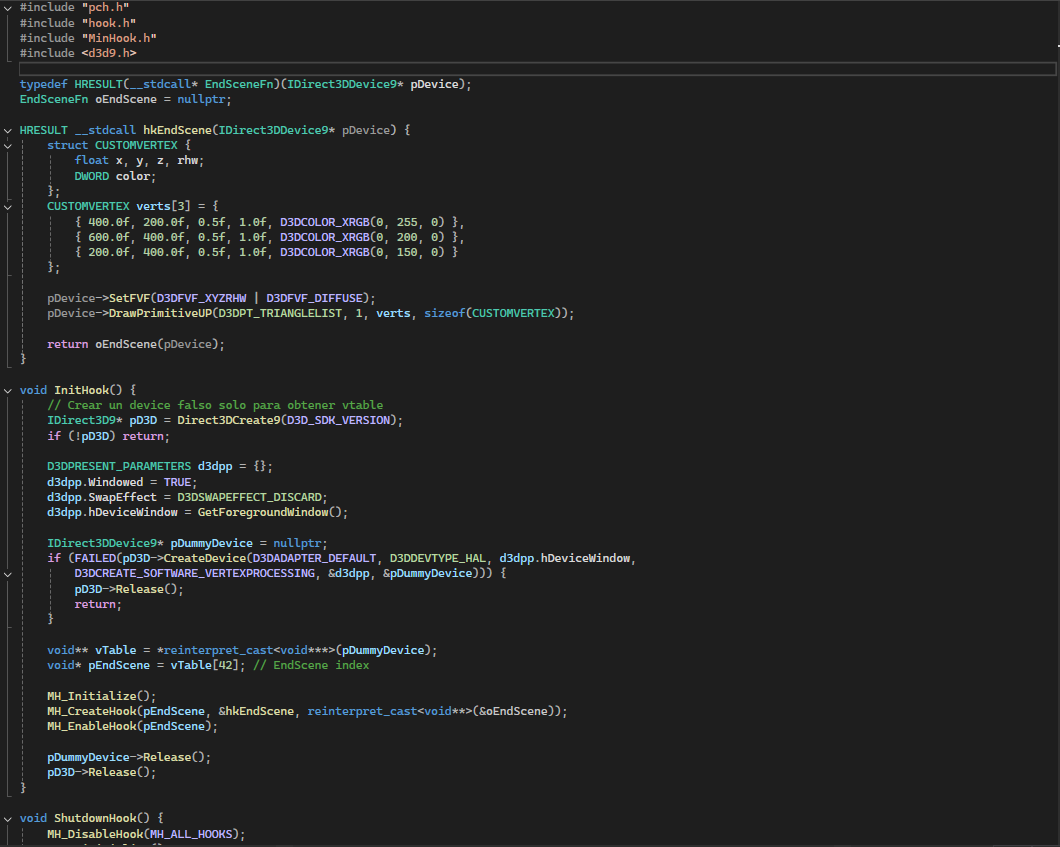 #include "pch.h"
#include "hook.h"
#include "MinHook.h"
#include <d3d9.h>
typedef HRESULT(__stdcall* EndSceneFn)(IDirect3DDevice9* pDevice);
EndSceneFn oEndScene = nullptr;
HRESULT __stdcall hkEndScene(IDirect3DDevice9* pDevice) {
struct CUSTOMVERTEX {
float x, y, z, rhw;
DWORD color;
};
CUSTOMVERTEX verts[3] = {
{ 400.0f, 200.0f, 0.5f, 1.0f, D3DCOLOR_XRGB(0, 255, 0) },
{ 600.0f, 400.0f, 0.5f, 1.0f, D3DCOLOR_XRGB(0, 200, 0) },
{ 200.0f, 400.0f, 0.5f, 1.0f, D3DCOLOR_XRGB(0, 150, 0) }
};
pDevice->SetFVF(D3DFVF_XYZRHW | D3DFVF_DIFFUSE);
pDevice->DrawPrimitiveUP(D3DPT_TRIANGLELIST, 1, verts, sizeof(CUSTOMVERTEX));
return oEndScene(pDevice);
}
void InitHook() {
// Crear un device falso solo para obtener vtable
IDirect3D9* pD3D = Direct3DCreate9(D3D_SDK_VERSION);
if (!pD3D) return;
D3DPRESENT_PARAMETERS d3dpp = {};
d3dpp.Windowed = TRUE;
d3dpp.SwapEffect = D3DSWAPEFFECT_DISCARD;
d3dpp.hDeviceWindow = GetForegroundWindow();
IDirect3DDevice9* pDummyDevice = nullptr;
if (FAILED(pD3D->CreateDevice(D3DADAPTER_DEFAULT, D3DDEVTYPE_HAL, d3dpp.hDeviceWindow,
D3DCREATE_SOFTWARE_VERTEXPROCESSING, &d3dpp, &pDummyDevice))) {
pD3D->Release();
return;
}
void** vTable = *reinterpret_cast<void***>(pDummyDevice);
void* pEndScene = vTable[42]; // EndScene index
MH_Initialize();
MH_CreateHook(pEndScene, &hkEndScene, reinterpret_cast<void**>(&oEndScene));
MH_EnableHook(pEndScene);
pDummyDevice->Release();
pD3D->Release();
}
void ShutdownHook() {
MH_DisableHook(MH_ALL_HOOKS);